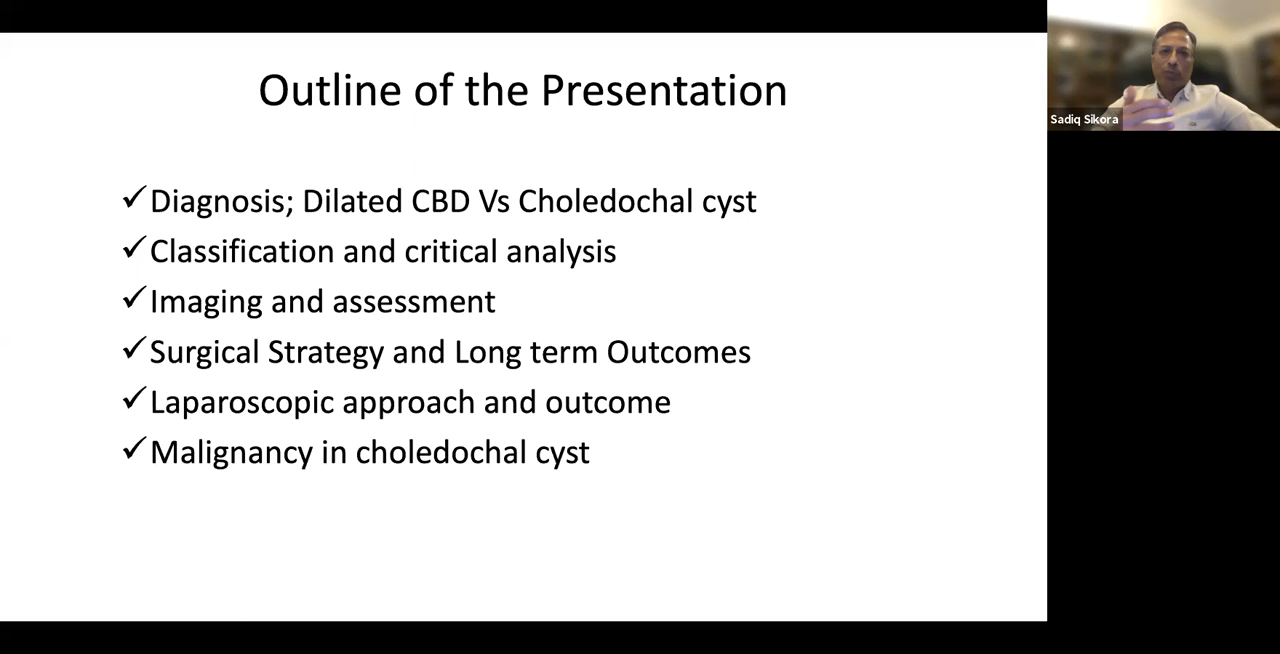 Outline of the Presentation
✓Diagnosis; Dilated CBD Vs Choledochal cyst
✓Classification and critical analysis
✓Imaging and assessment
✓Surgical Strategy and Long term Outcomes
✓Laparoscopic approach and outcome
✓Malignancy in choledochal cyst
Sadiq Sikora